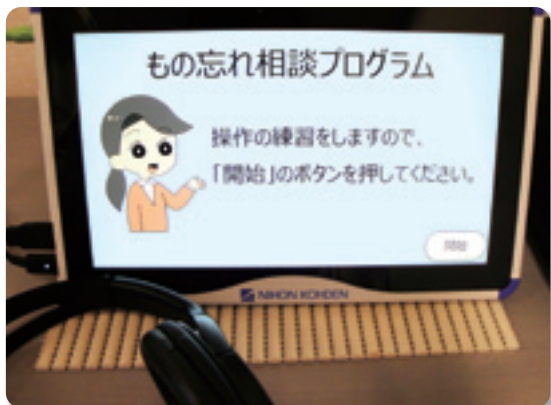 もの忘れ相談プログラム
操作の練習をしますので、
「開始」のボタンを押してください。
開始
NIHON KOHDEN